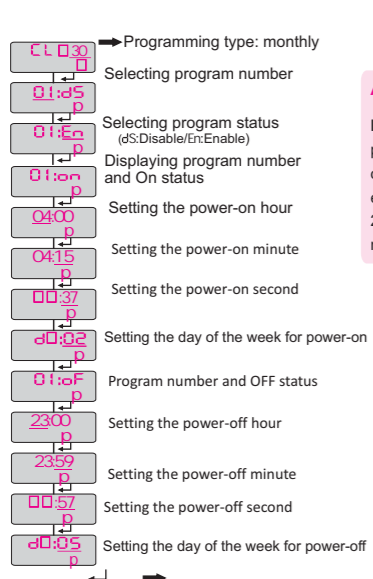 CL 🞎30 ➡Programming type: monthly
🞎
Selecting program number
01:dS
p
Selecting program status
01:En (dS:Disable/En:Enable)
p
Displaying program number
01:on and On status
p
Setting the power-on hour
04:00
p
Setting the power-on minute
04:15
p
Setting the power-on second
🞎🞎:37
p
d🞎:02 Setting the day of the week for power-on
p
01:oF Program number and OFF status
p
23:00 Setting the power-off hour
p
23:59 Setting the power-off minute
p
🞎🞎:57 Setting the power-off second
p
d🞎:05 Setting the day of the week for power-off
p